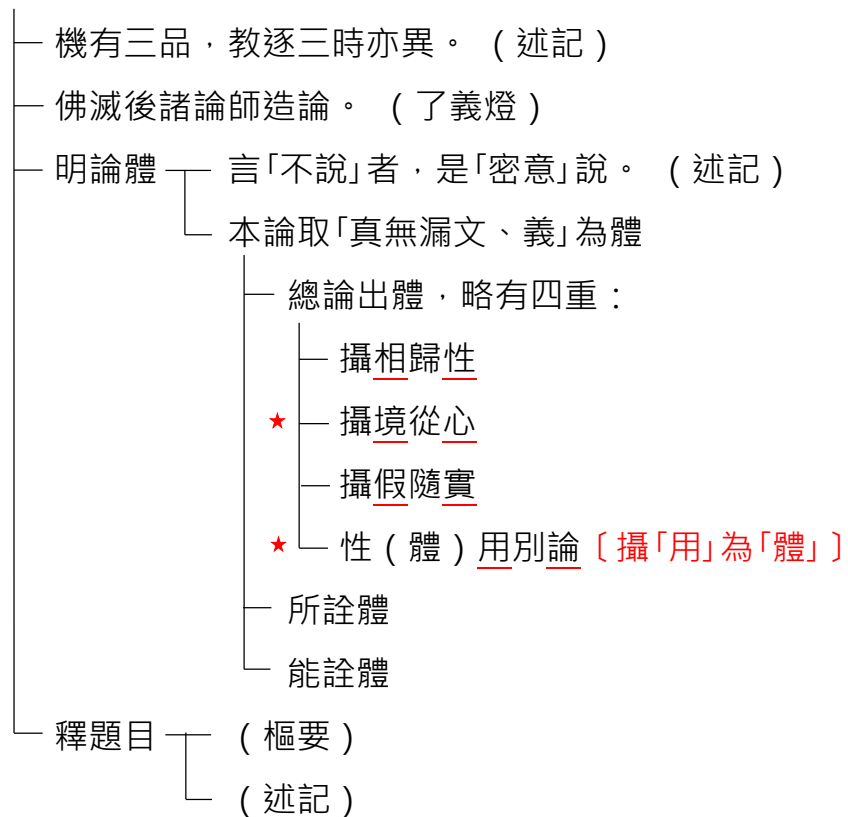 機有三品，教逐三時亦異。 （述記）
佛滅後諸論師造論。 （了義燈）
明論體 言「不說」者，是「密意」說。 （述記）
本論取「真無漏文、義」為體
總論出體，略有四重：
攝相歸性
★ 攝境從心
攝假隨實
★ 性（體）用別論〔攝「用」為「體」〕
所詮體
能詮體
釋題目 （樞要）
（述記）